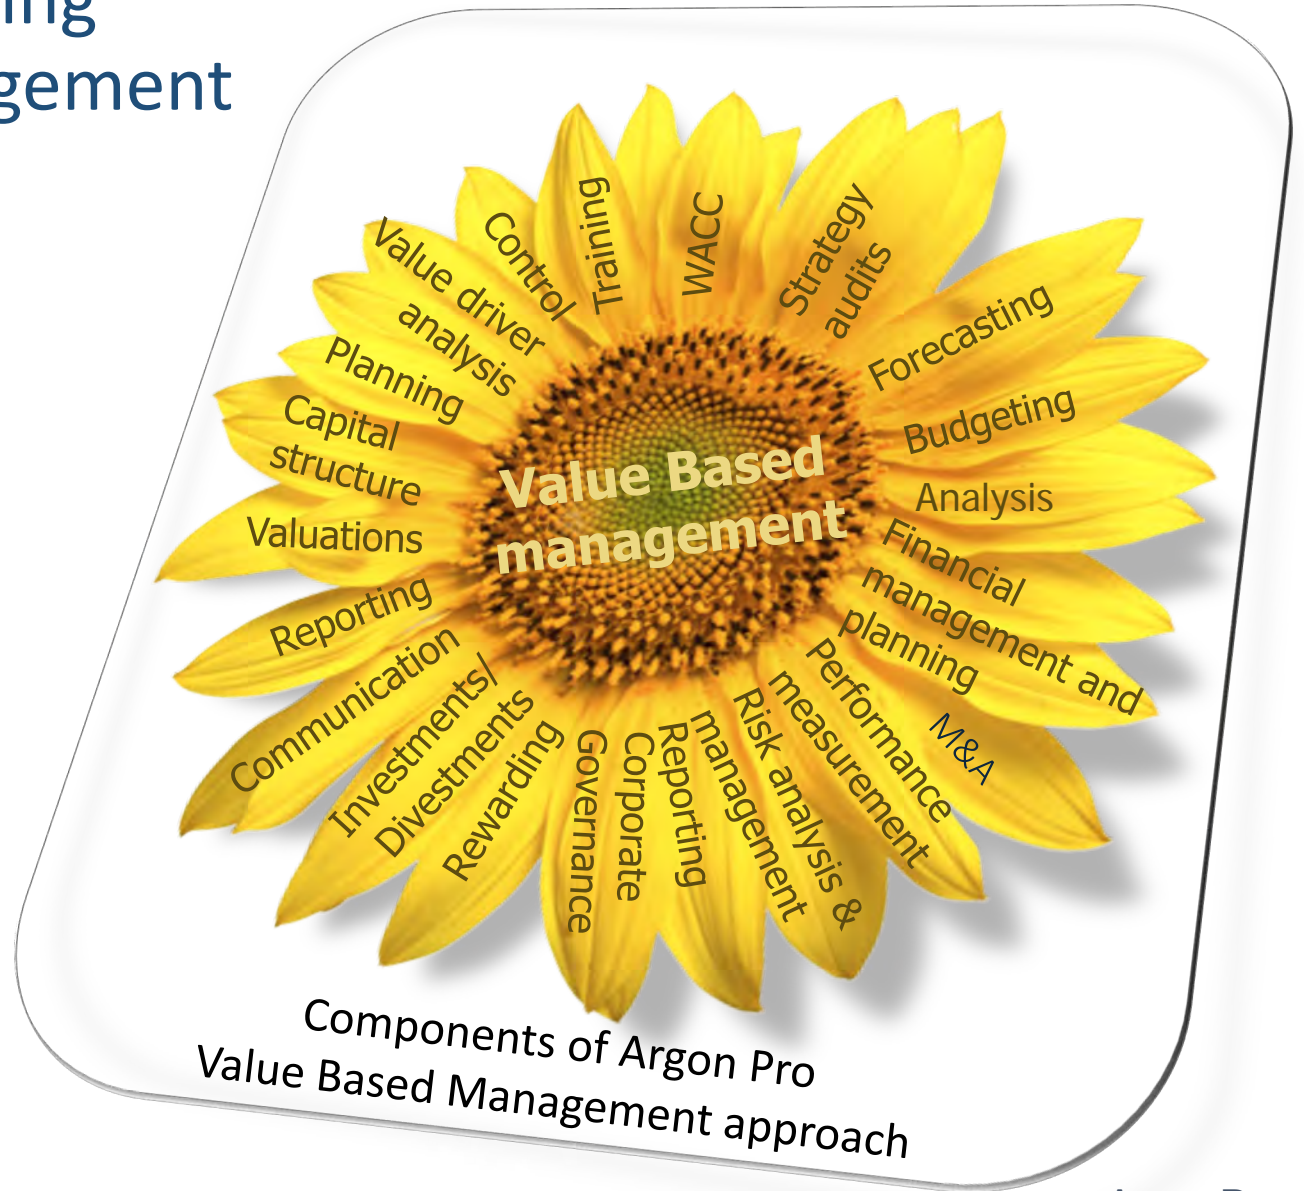 ing
gement
Training
WACC
Strategy
audits
Forecasting
Budgeting
Analysis
Financial
management and
planning
M&A
Performance
measurement
Risk analysis &
management
Reporting
Corporate
Governance
Rewarding
Investments/
Divestments
Communication
Reporting
Valuations
Capital
structure
Planning
Value driver
analysis
Control
Value Based
management
Components of Argon Pro
Value Based Management approach